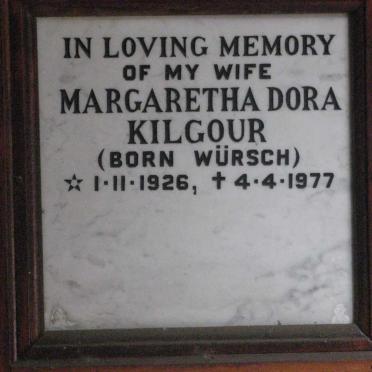 IN LOVING MEMORY
OF MY WIFE
MARGARETHA DORA
KILGOUR
(BORN WÜRSCH)
☆ 1·11·1926, ✝ 4·4·1977